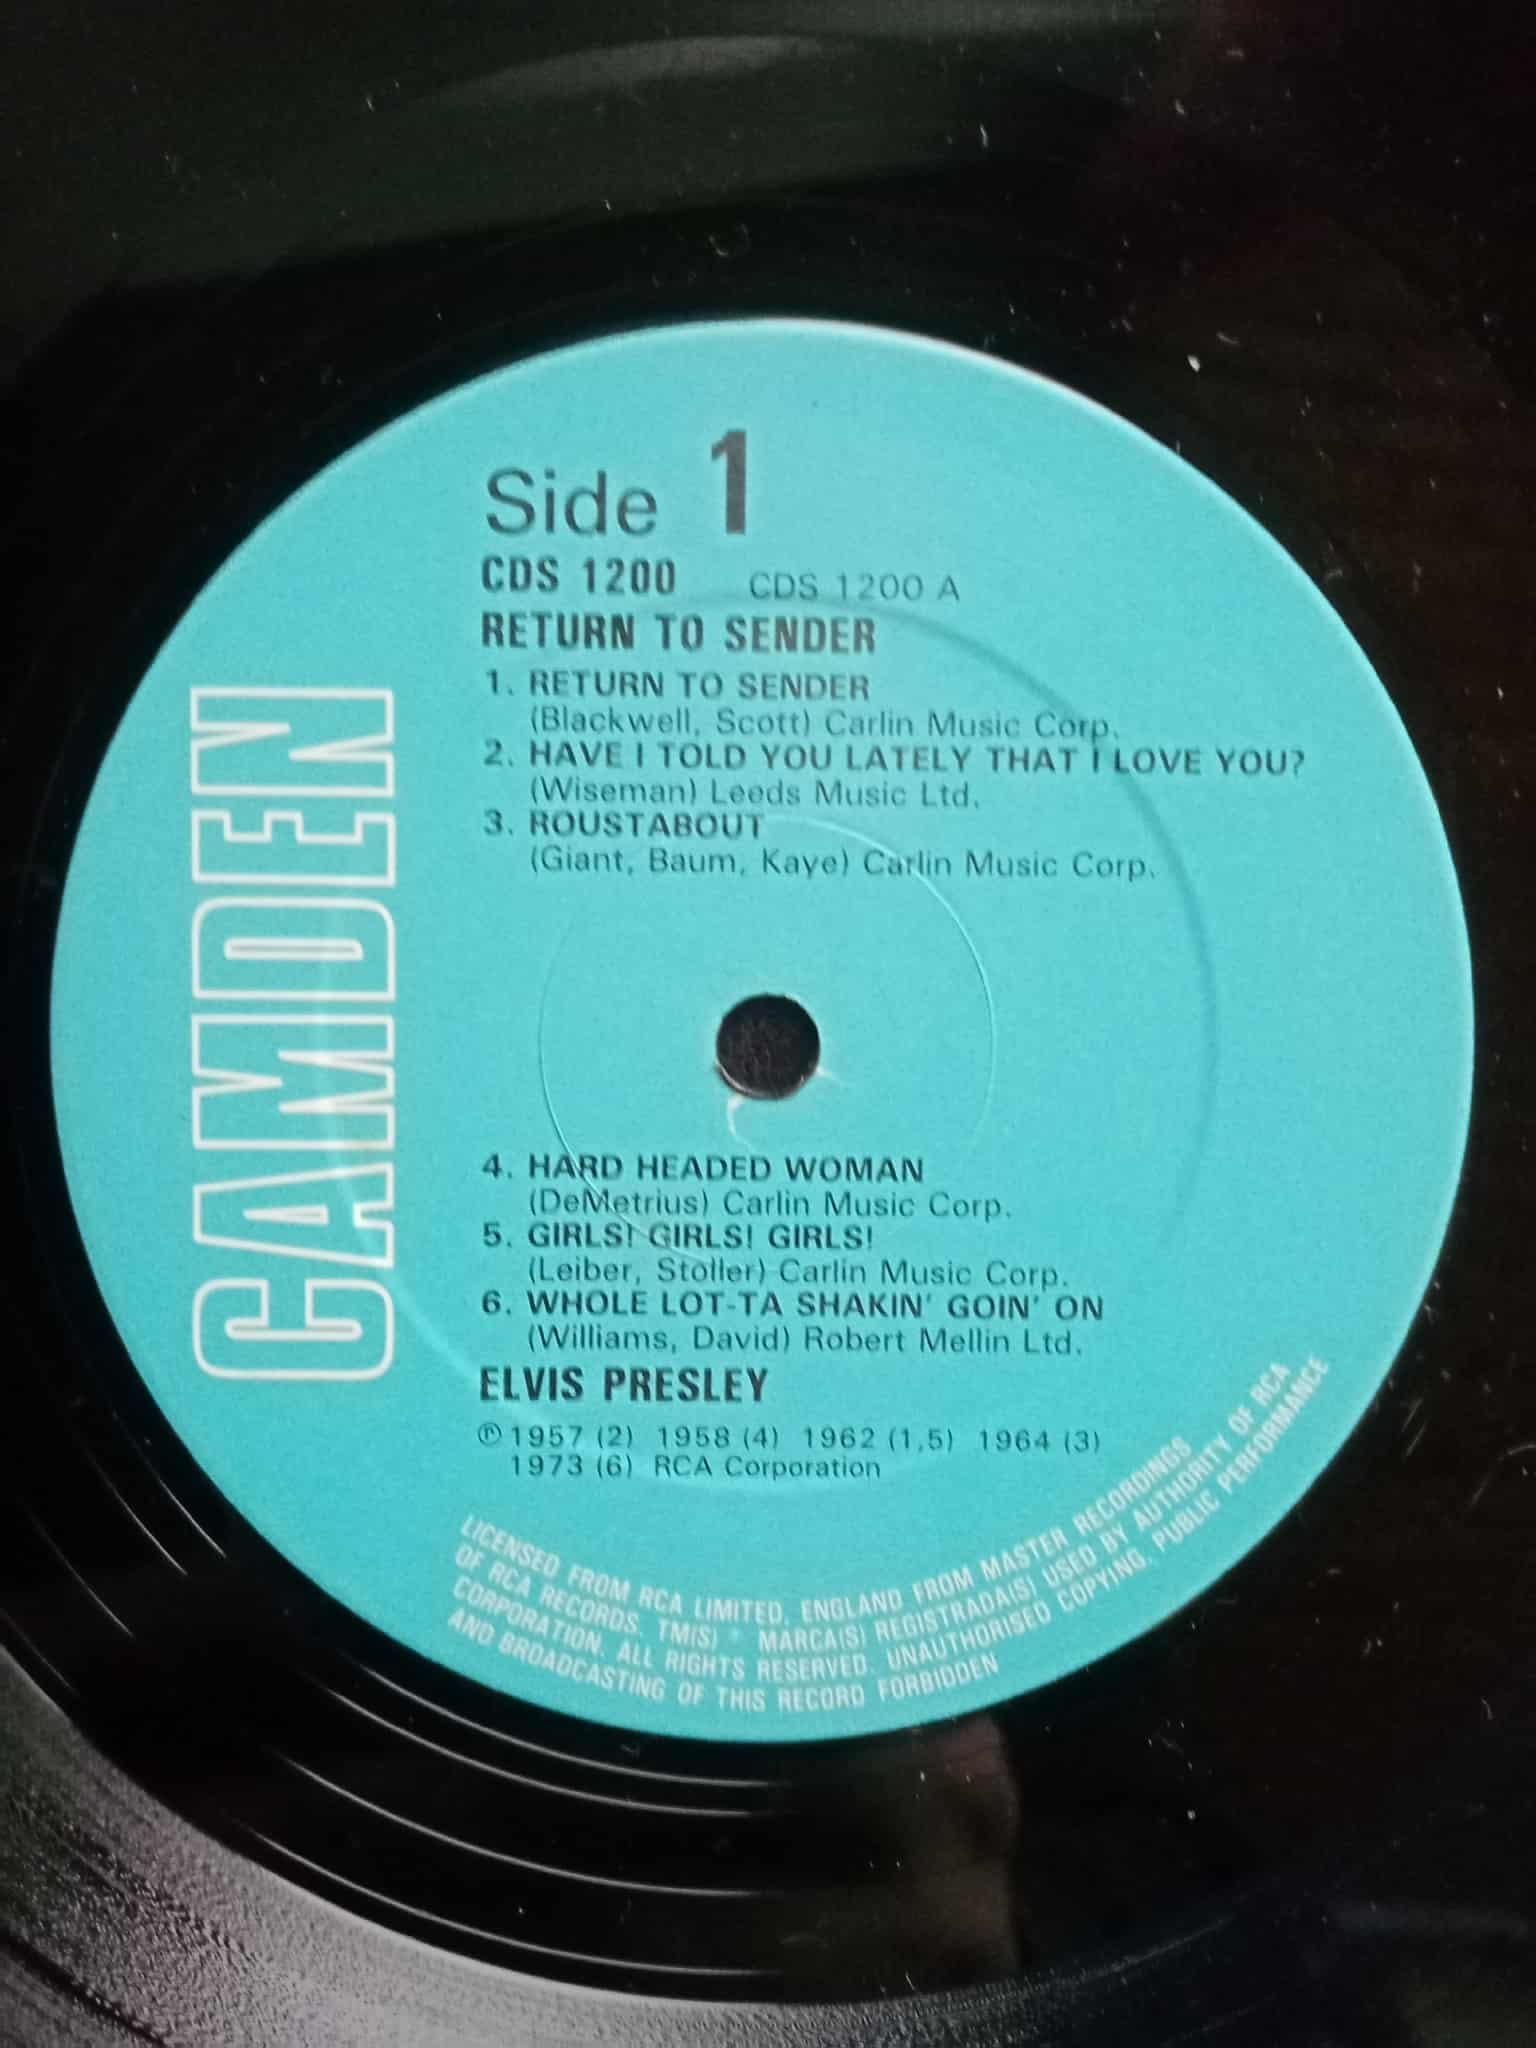 CAMDEN
Side 1
CDS 1200 CDS 1200 A
RETURN TO SENDER
1. RETURN TO SENDER
(Blackwell, Scott) Carlin Music Corp.
2. HAVE I TOLD YOU LATELY THAT I LOVE YOU?
(Wiseman) Leeds Music Ltd.
3. ROUSTABOUT
(Giant, Baum, Kaye) Carlin Music Corp.
4. HARD HEADED WOMAN
(DeMetrius) Carlin Music Corp.
5. GIRLS! GIRLS! GIRLS!
(Leiber, Stoller) Carlin Music Corp.
6. WHOLE LOT-TA SHAKIN' GOIN' ON
(Williams, David) Robert Mellin Ltd.
ELVIS PRESLEY
℗ 1957 (2) 1958 (4) 1962 (1,5) 1964 (3)
1973 (6) RCA Corporation
LICENSED FROM RCA LIMITED, ENGLAND FROM MASTER RECORDINGS
OF RCA RECORDS. TM(S) ® MARCA(S) REGISTRADA(S) USED BY AUTHORITY OF RCA
CORPORATION. ALL RIGHTS RESERVED. UNAUTHORISED COPYING, PUBLIC PERFORMANCE
AND BROADCASTING OF THIS RECORD FORBIDDEN